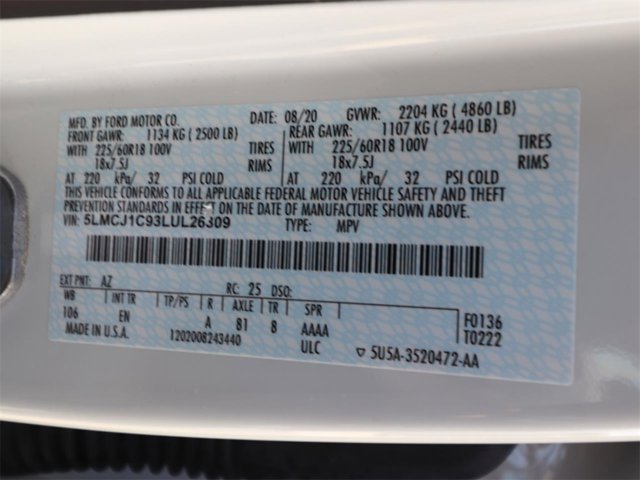 MFD. BY FORD MOTOR CO. DATE: 08/20 GVWR: 2204 KG ( 4860 LB)
FRONT GAWR: 1134 KG ( 2500 LB) REAR GAWR: 1107 KG ( 2440 LB)
WITH 225/60R18 100V TIRES WITH 225/60R18 100V TIRES
18x7.5J RIMS 18x7.5J RIMS
AT 220 kPa/ 32 PSI COLD AT 220 kPa/ 32 PSI COLD
THIS VEHICLE CONFORMS TO ALL APPLICABLE FEDERAL MOTOR VEHICLE SAFETY AND THEFT
PREVENTION STANDARDS IN EFFECT ON THE DATE OF MANUFACTURE SHOWN ABOVE.
VIN: 5LMCJ1C93LUL26309 TYPE: MPV
EXT PNT: AZ RC: 25 DSO:
WB INT TR TP/PS R AXLE TR SPR F0136
106 EN A 81 8 AAAA T0222
MADE IN U.S.A. 1202008243440 ULC ▽ 5U5A-3520472-AA